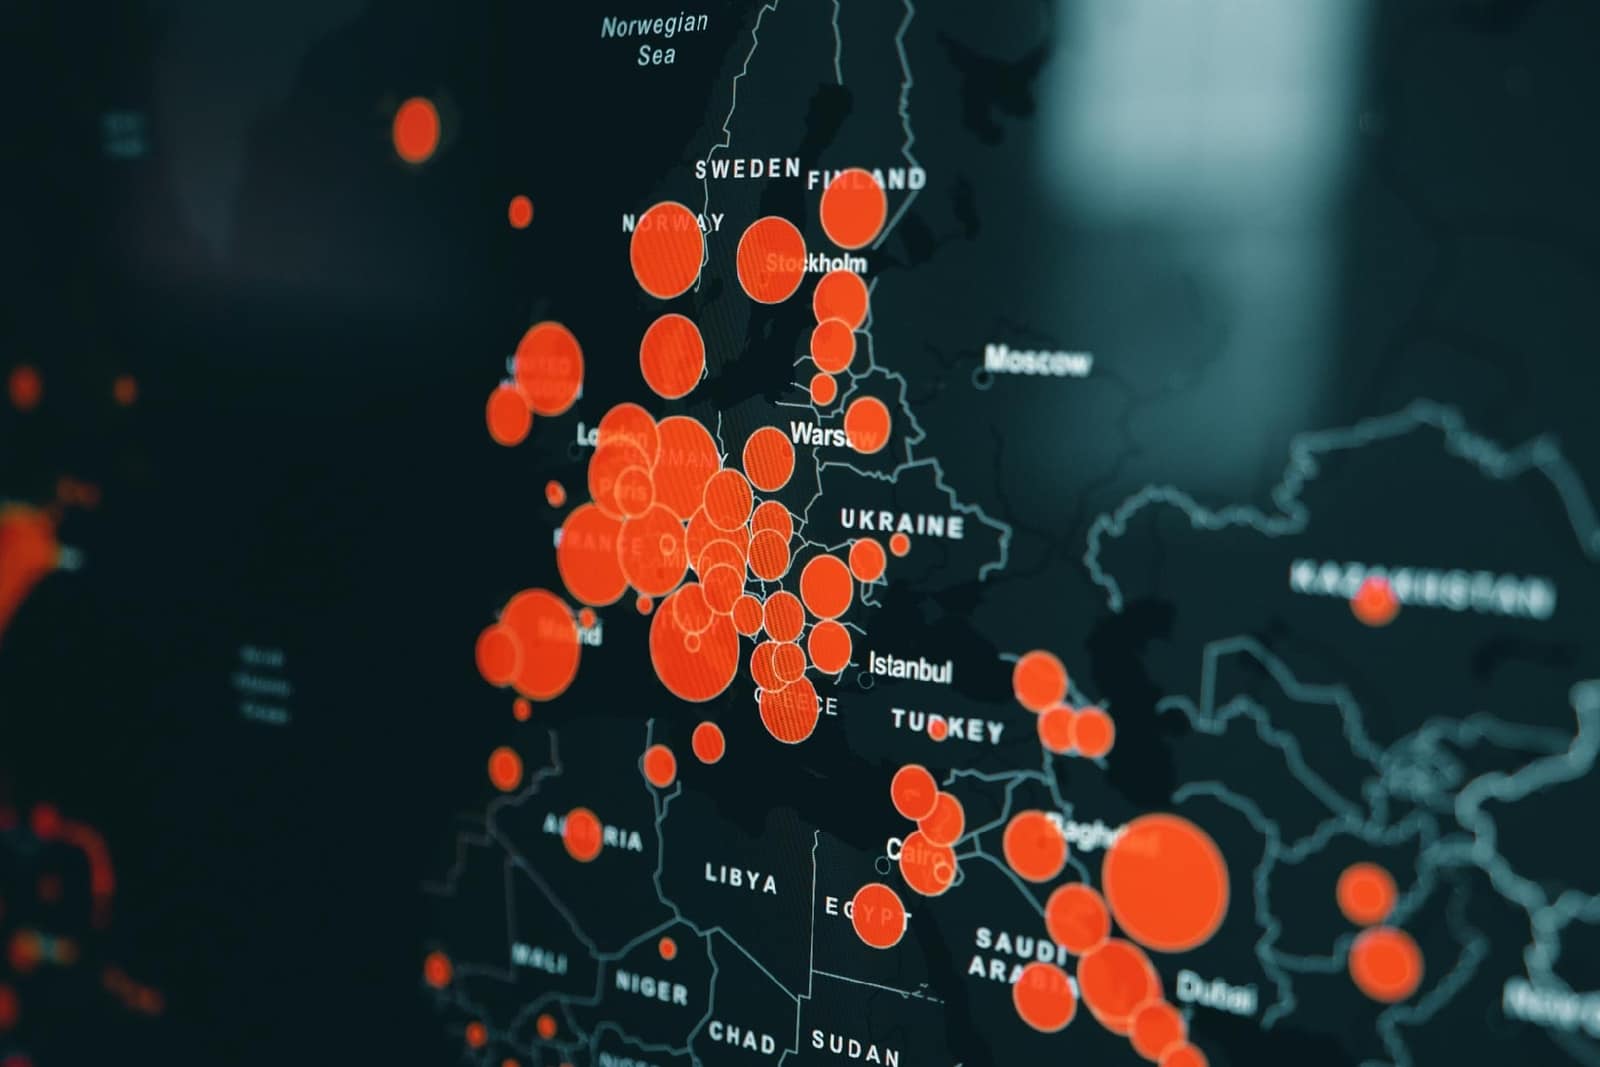 Norwegian
Sea
SWEDEN
FINLAND
NORWAY
Stockholm
Moscow
London
Warsaw
GERMANY
Paris
UKRAINE
FRANCE
KAZAKHSTAN
Madrid
ITALY
Istanbul
GREECE
TURKEY
ALGERIA
Baghdad
Cairo
LIBYA
EGYPT
SAUDI
ARABIA
MALI
NIGER
Dubai
CHAD
SUDAN